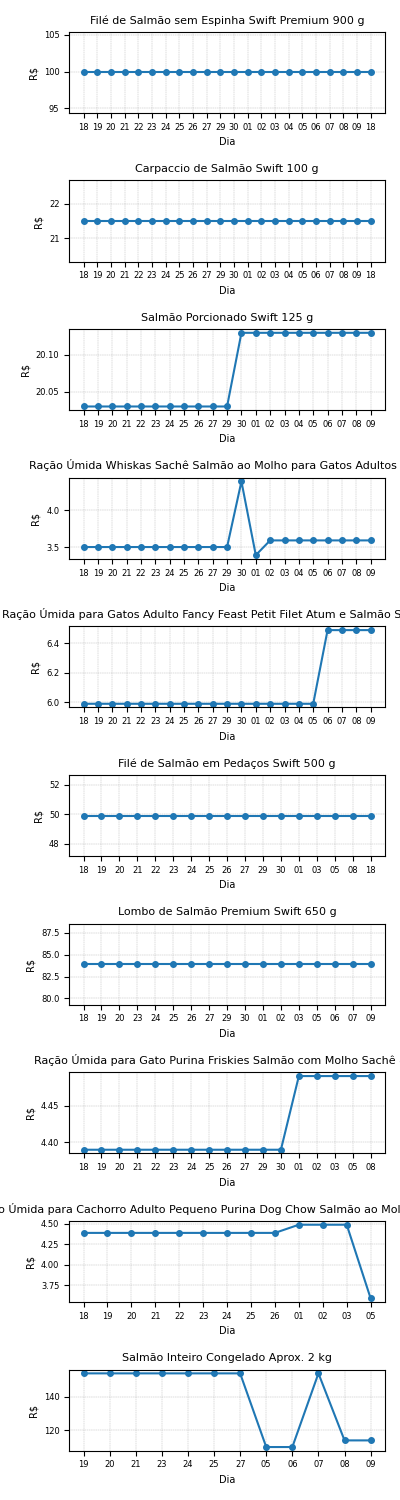 Filé de Salmão sem Espinha Swift Premium 900 g
105
100
95
R$
18 19 20 21 22 23 24 25 26 27 29 30 01 02 03 04 05 06 07 08 09 18
Dia
Carpaccio de Salmão Swift 100 g
22
21
R$
18 19 20 21 22 23 24 25 26 27 29 30 01 02 03 04 05 06 07 08 09 18
Dia
Salmão Porcionado Swift 125 g
20.10
20.05
R$
18 19 20 21 22 23 24 25 26 27 29 30 01 02 03 04 05 06 07 08 09
Dia
Ração Úmida Whiskas Sachê Salmão ao Molho para Gatos Adultos
4.0
3.5
R$
18 19 20 21 22 23 24 25 26 27 29 30 01 02 03 04 05 06 07 08 09
Dia
Ração Úmida para Gatos Adulto Fancy Feast Petit Filet Atum e Salmão S
6.4
6.2
6.0
R$
18 19 20 21 22 23 24 25 26 27 29 30 01 02 03 04 05 06 07 08 09
Dia
Filé de Salmão em Pedaços Swift 500 g
52
50
48
R$
18 19 20 21 22 23 24 25 26 27 29 30 01 03 05 08 18
Dia
Lombo de Salmão Premium Swift 650 g
87.5
85.0
82.5
80.0
R$
18 19 20 23 24 25 26 27 29 30 01 02 03 05 06 07 09
Dia
Ração Úmida para Gato Purina Friskies Salmão com Molho Sachê
4.45
4.40
R$
18 19 20 21 22 23 24 25 26 27 29 30 01 02 03 05 08
Dia
o Úmida para Cachorro Adulto Pequeno Purina Dog Chow Salmão ao Mol
4.50
4.25
4.00
3.75
R$
18 19 20 21 22 23 24 25 26 01 02 03 05
Dia
Salmão Inteiro Congelado Aprox. 2 kg
140
120
R$
19 20 21 23 24 25 27 05 06 07 08 09
Dia